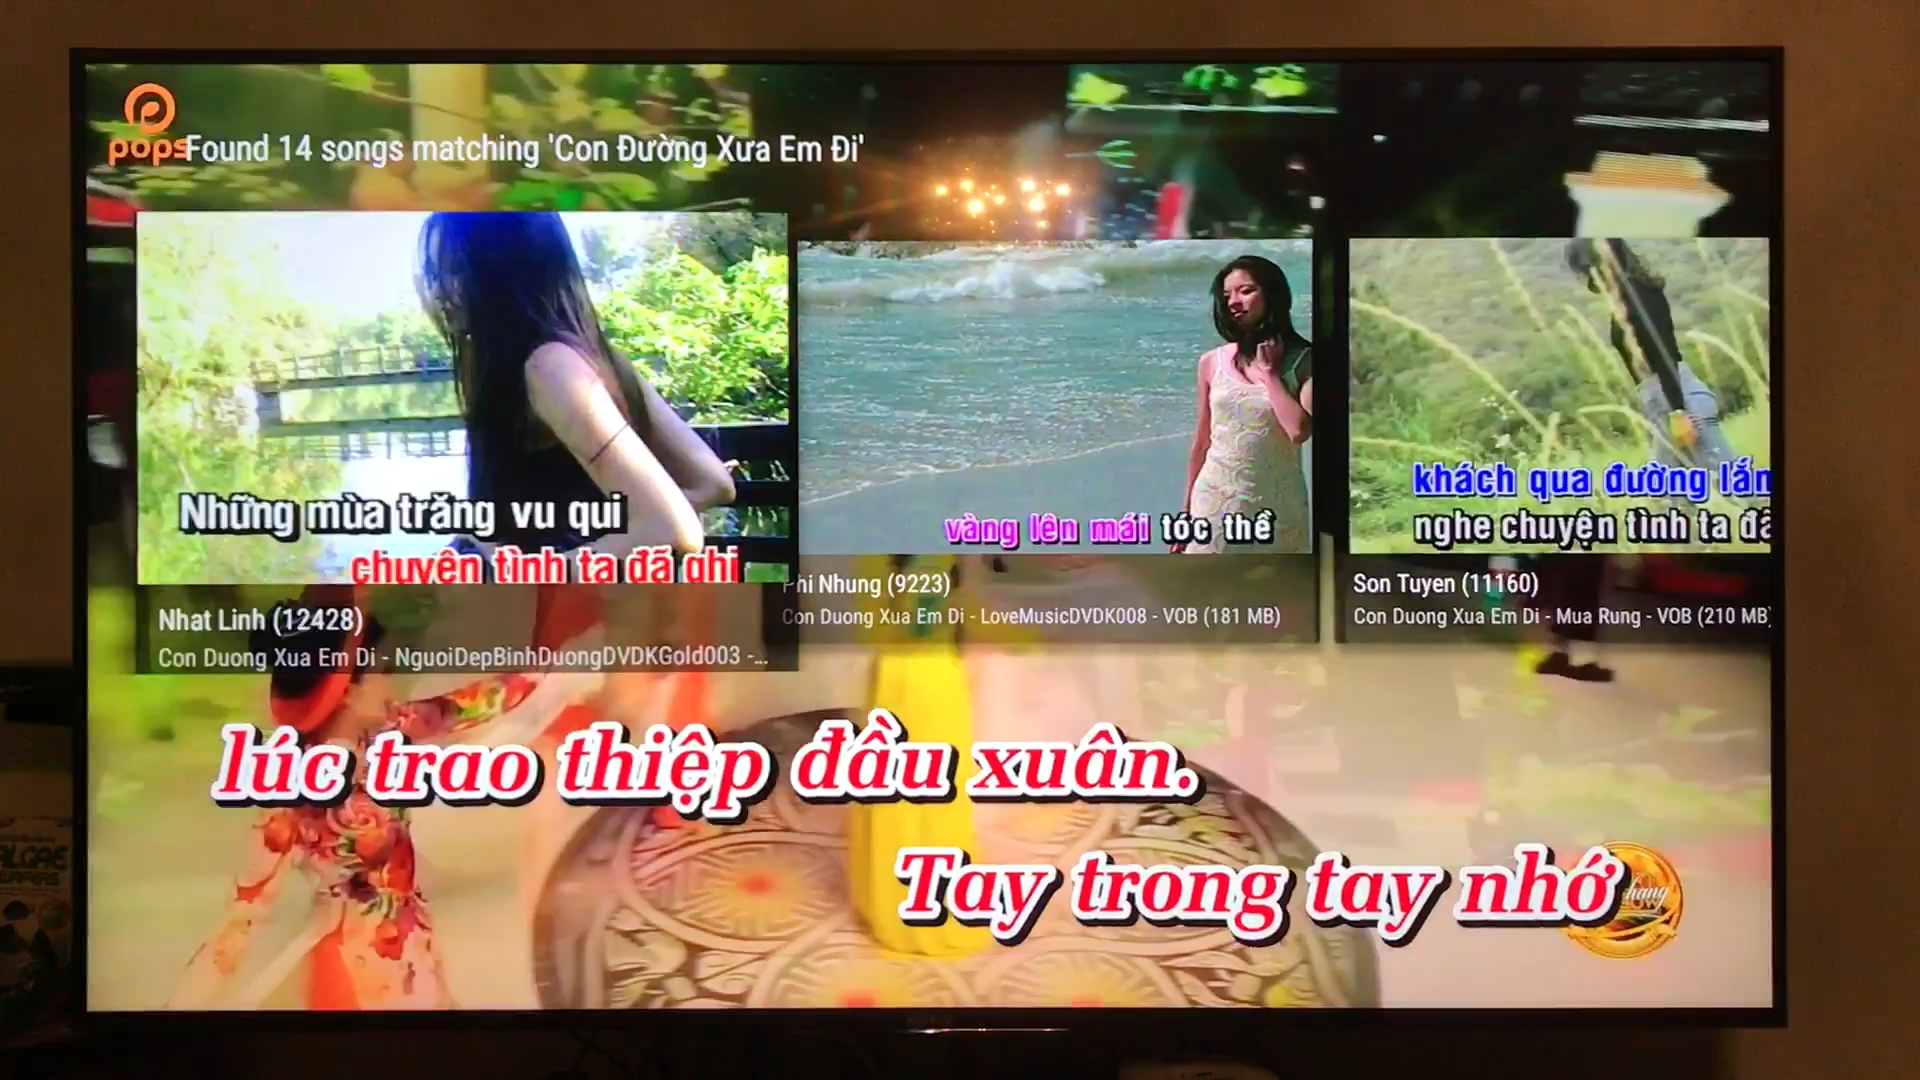 pops
Found 14 songs matching 'Con Đường Xưa Em Đi'
Những mùa trăng vu qui
chuyện tình ta đã ghi
Nhat Linh (12428)
Con Duong Xua Em Di - NguoiDepBinhDuongDVDKGold003 -...
vàng lên mái tóc thề
Phi Nhung (9223)
Con Duong Xua Em Di - LoveMusicDVDK008 - VOB (181 MB)
khách qua đường lắn
nghe chuyện tình ta đã
Son Tuyen (11160)
Con Duong Xua Em Di - Mua Rung - VOB (210 MB)
lúc trao thiệp đầu xuân.
Tay trong tay nhớ
ALGAE
WAFERS